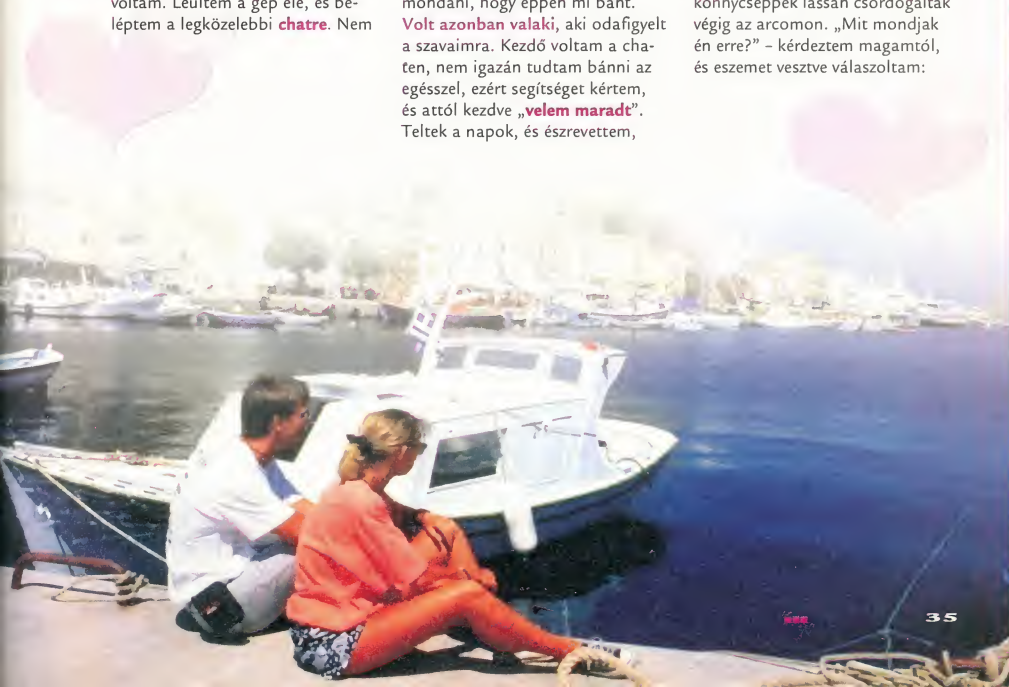 voltam. Leültem a gép elé, és be-
léptem a legközelebbi chatre. Nem
mondani, hogy éppen mi bánt.
Volt azonban valaki, aki odafigyelt
a szavaimra. Kezdő voltam a cha-
ten, nem igazán tudtam bánni az
egésszel, ezért segítséget kértem,
és attól kezdve „velem maradt”.
Teltek a napok, és észrevettem,
könnycseppek lassan csordogáltak
végig az arcomon. „Mit mondjak
én erre?” – kérdeztem magamtól,
és eszemet vesztve válaszoltam:
35